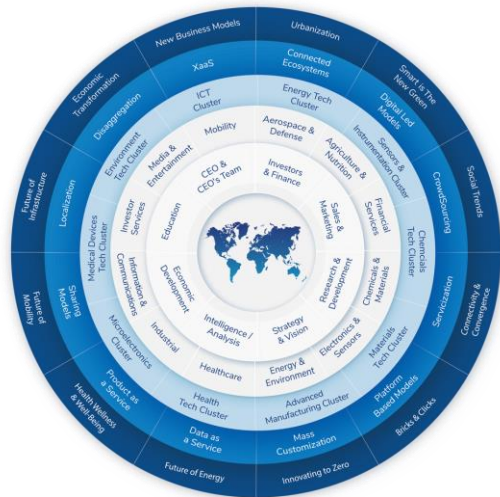 Urbanization
Smart is The
New Green
Social Trends
Connectivity &
Convergence
Bricks & Clicks
Innovating to Zero
Future of Energy
Health Wellness
& Well-Being
Future of
Mobility
Future of
Infrastructure
Economic
Transformation
New Business Models
Connected
Ecosystems
Digital Led
Models
CrowdSourcing
Servicization
Platform
Based Models
Mass
Customization
Data as
a Service
Product as
a Service
Sharing
Models
Localization
Disaggregation
XaaS
Energy Tech
Cluster
Sensors &
Instrumentation Cluster
Chemcials
Tech Cluster
Materials
Tech Cluster
Advanced
Manufacturing Cluster
Health
Tech Cluster
Microelectronics
Cluster
Medical Devices
Tech Cluster
Environment
Tech Cluster
ICT
Cluster
Aerospace &
Defense
Agriculture &
Nutrition
Financial
Services
Chemicals &
Materials
Electronics &
Sensors
Energy &
Environment
Healthcare
Industrial
Information &
Communications
Investor
Services
Media &
Entertainment
Mobility
Investors
& Finance
Sales &
Marketing
Research &
Development
Strategy
& Vision
Intelligence /
Analysis
Economic
Development
Education
CEO &
CEO's Team